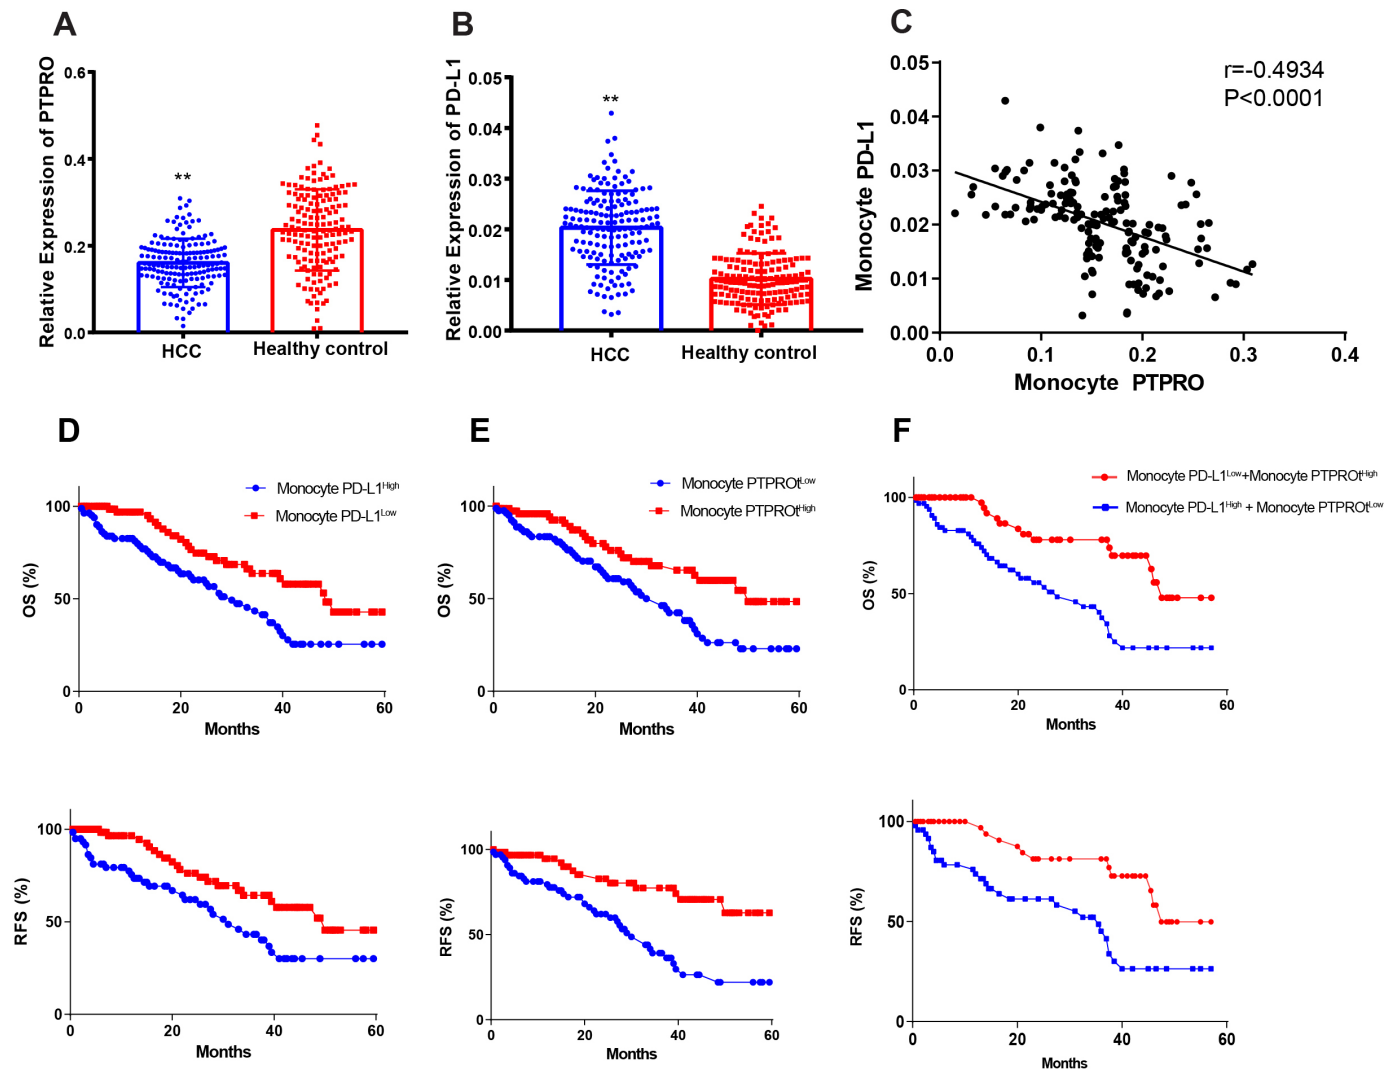 A
Relative Expression of PTPRO
0.6
0.4
0.2
0.0
**
HCC
Healthy control
B
Relative Expression of PD-L1
0.05
0.04
0.03
0.02
0.01
0.00
**
HCC
Healthy control
C
Monocyte PD-L1
0.05
0.04
0.03
0.02
0.01
0.00
r=-0.4934
P<0.0001
0.0 0.1 0.2 0.3 0.4
Monocyte PTPRO
D
Monocyte PD-L1High
Monocyte PD-L1Low
OS (%)
100
50
0
0 20 40 60
Months
RFS (%)
100
50
0
0 20 40 60
Months
E
Monocyte PTPROtLow
Monocyte PTPROtHigh
OS (%)
100
50
0
0 20 40 60
Months
RFS (%)
100
50
0
0 20 40 60
Months
F
Monocyte PD-L1Low+Monocyte PTPROtHigh
Monocyte PD-L1High + Monocyte PTPROtLow
OS (%)
100
50
0
0 20 40 60
Months
RFS (%)
100
50
0
0 20 40 60
Months